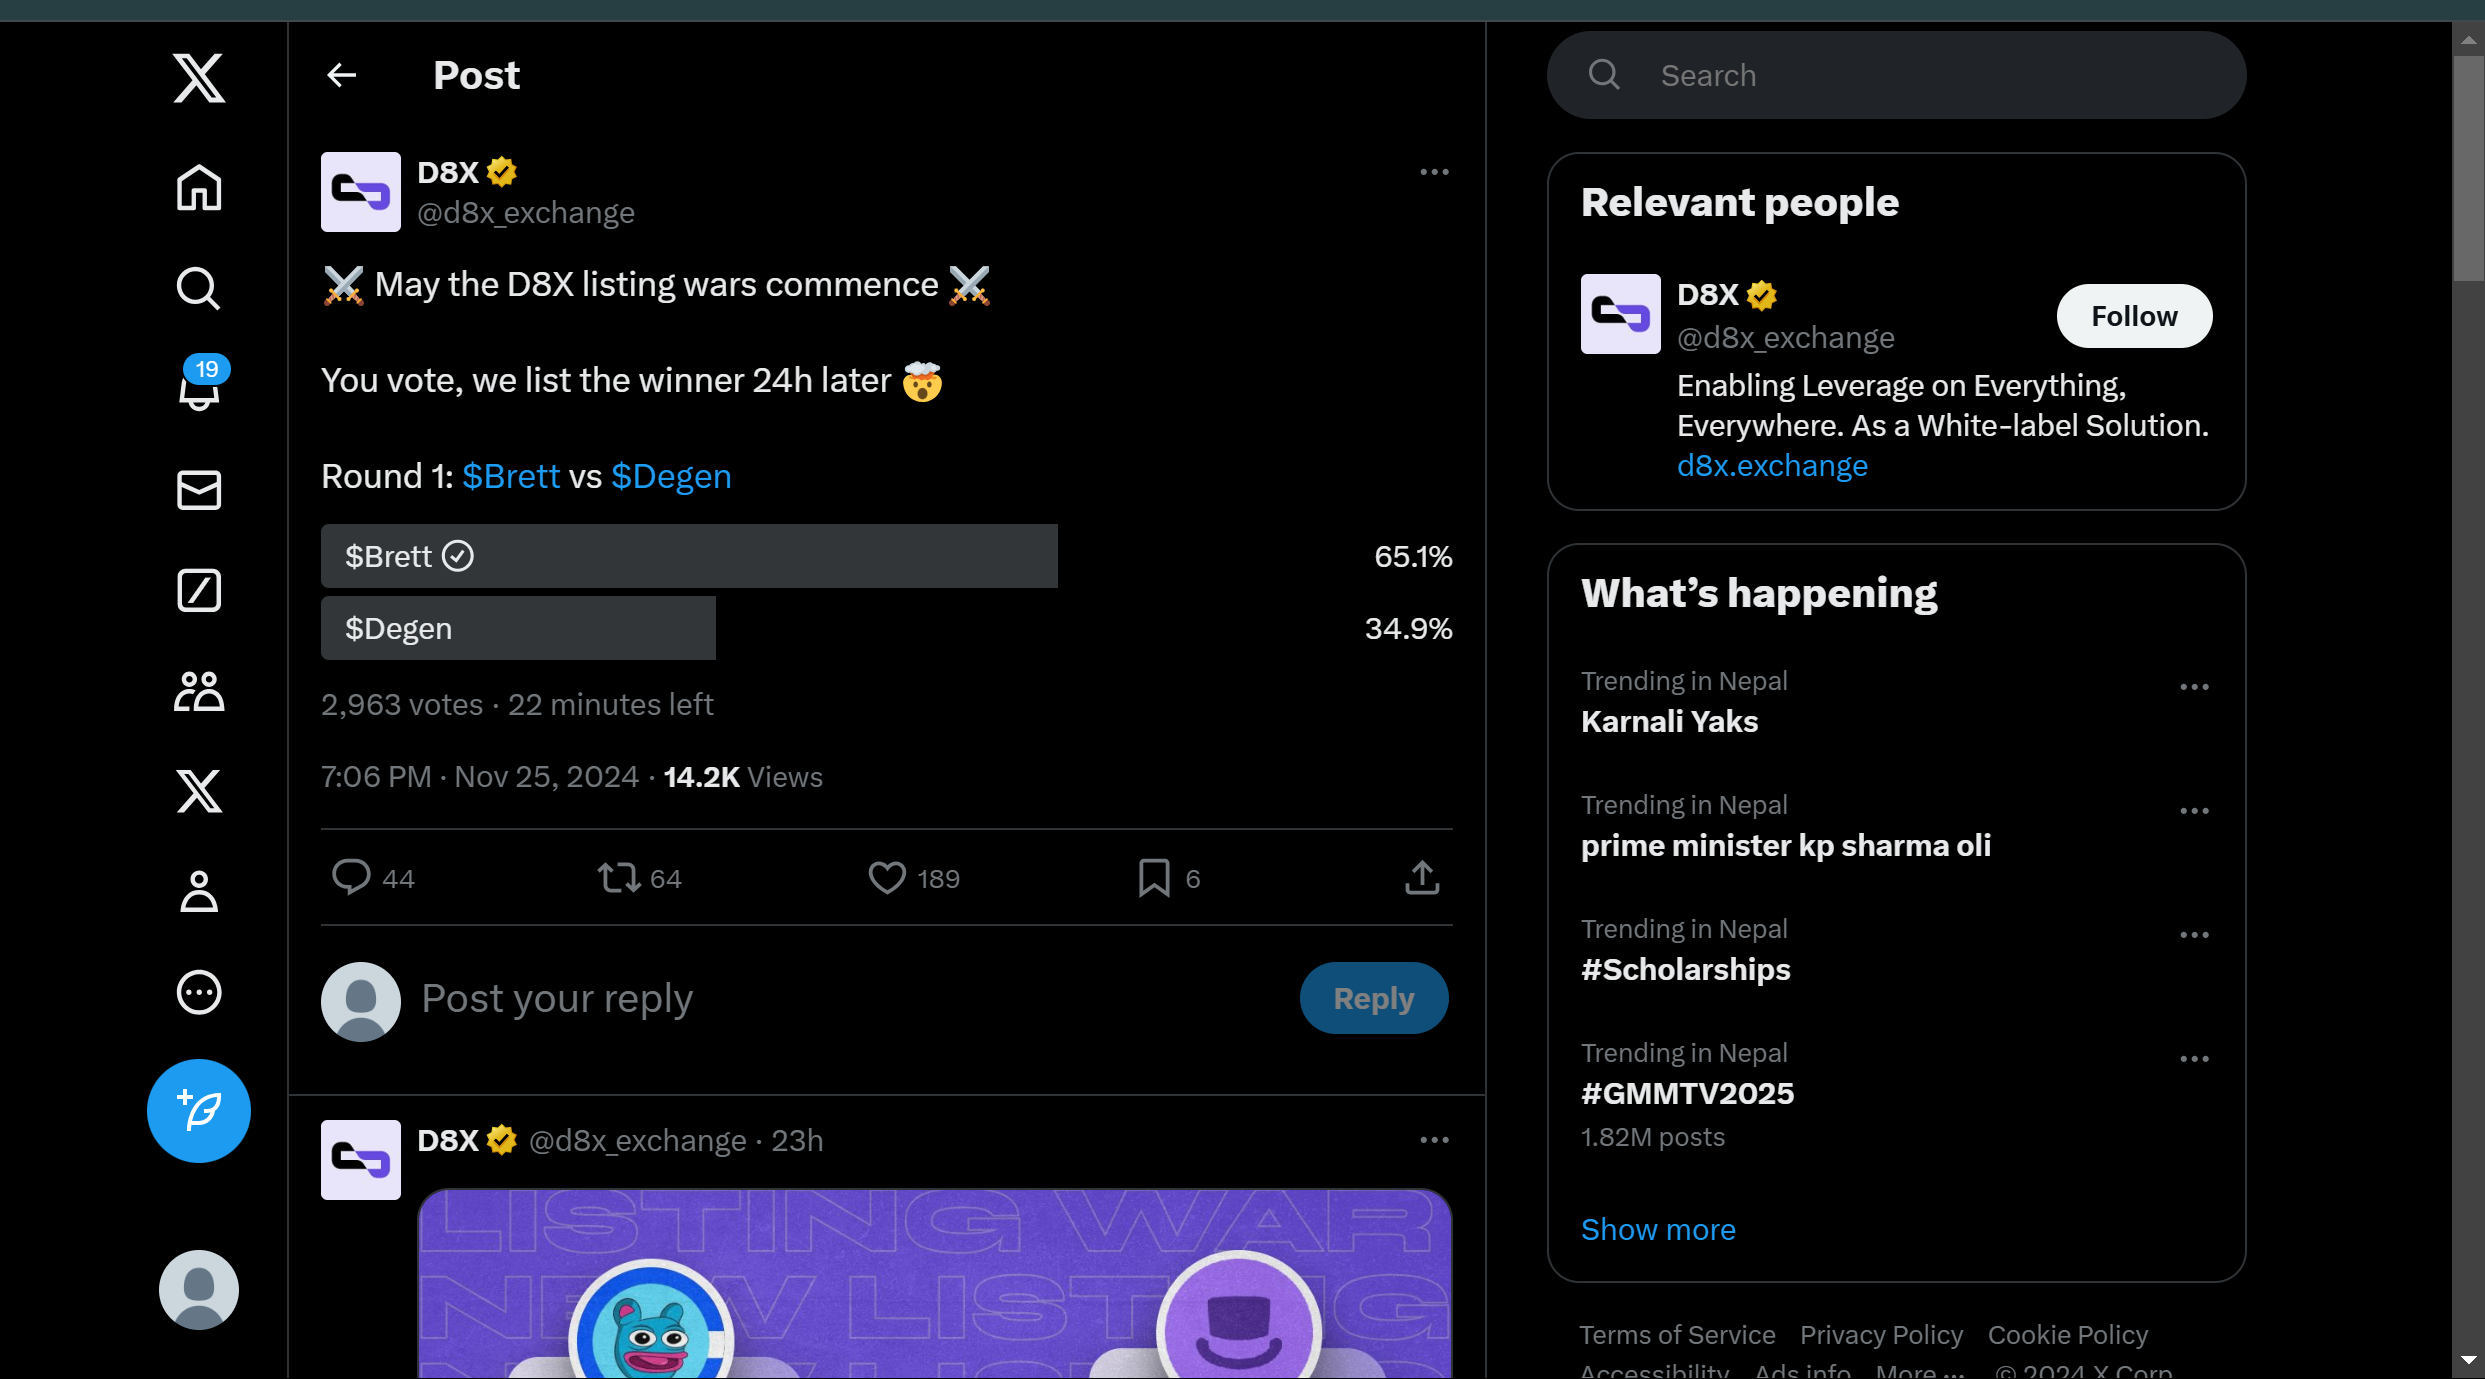 Post
Search
D8X
@d8x_exchange
⚔️ May the D8X listing wars commence ⚔️
You vote, we list the winner 24h later 🤯
Round 1: $Brett vs $Degen
$Brett 65.1%
$Degen 34.9%
2,963 votes · 22 minutes left
7:06 PM · Nov 25, 2024 · 14.2K Views
44 64 189 6
Post your reply
Reply
D8X @d8x_exchange · 23h
LISTING WAR
NEW LISTING
19
Relevant people
D8X
@d8x_exchange
Follow
Enabling Leverage on Everything,
Everywhere. As a White-label Solution.
d8x.exchange
What’s happening
Trending in Nepal
Karnali Yaks
Trending in Nepal
prime minister kp sharma oli
Trending in Nepal
#Scholarships
Trending in Nepal
#GMMTV2025
1.82M posts
Show more
Terms of Service Privacy Policy Cookie Policy
Accessibility Ads info More ··· © 2024 X Corp.